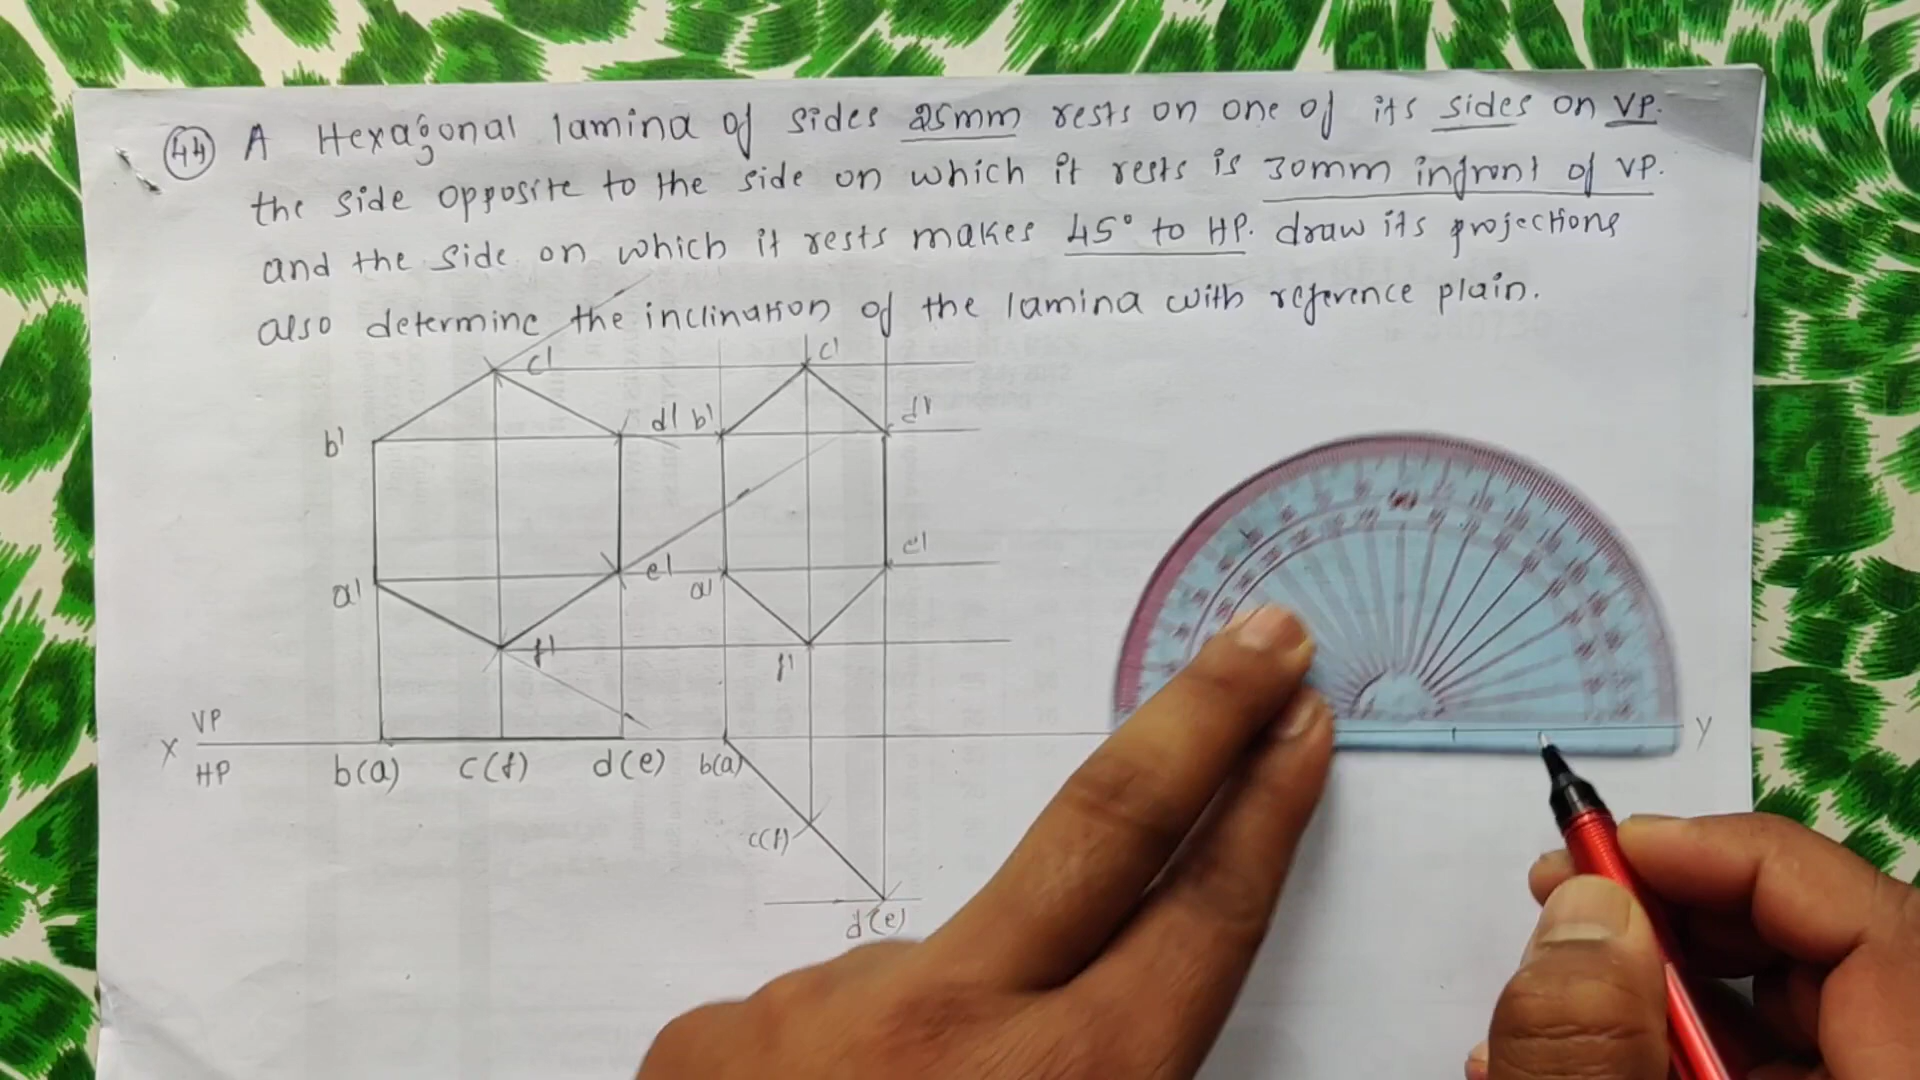 44 A Hexagonal lamina of sides 25mm rests on one of its sides on VP.
the side opposite to the side on which it rests is 30mm infront of VP.
and the side on which it rests makes 45° to HP. draw its projections
also determine the inclination of the lamina with reference plain.
c' c'
b' d' b' d'
a' e' a' e'
f' f'
X VP Y
HP b(a) c(f) d(e) b(a)
c(f)
d(e)